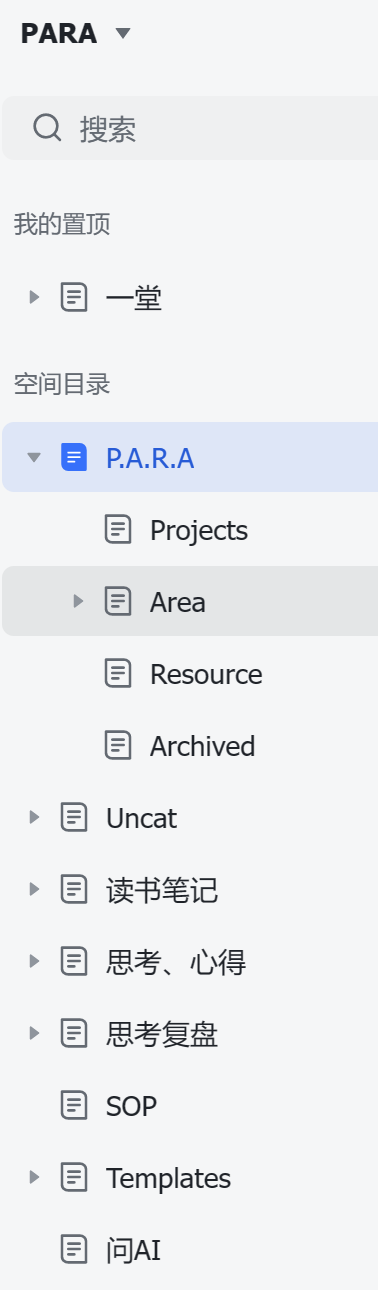 PARA
搜索
我的置顶
一堂
空间目录
P.A.R.A
Projects
Area
Resource
Archived
Uncat
读书笔记
思考、心得
思考复盘
SOP
Templates
问AI